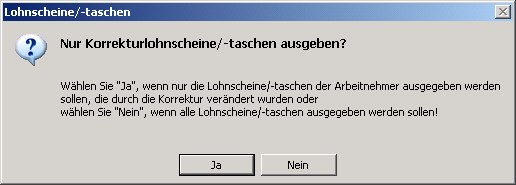 Lohnscheine/-taschen
Nur Korrekturlohnscheine/-taschen ausgeben?
Wählen Sie "Ja", wenn nur die Lohnscheine/-taschen der Arbeitnehmer ausgegeben werden
sollen, die durch die Korrektur verändert wurden oder
wählen Sie "Nein", wenn alle Lohnscheine/-taschen ausgegeben werden sollen!
Ja
Nein